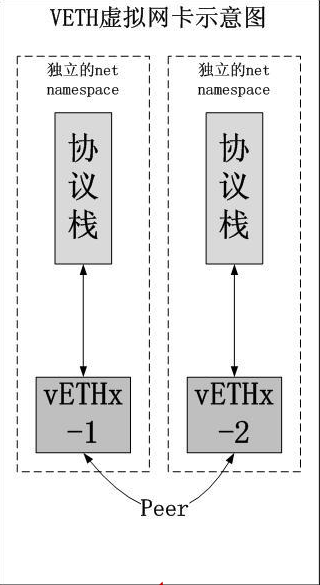 VETH虚拟网卡示意图
独立的net
namespace
协
议
栈
vETHx
-1
独立的net
namespace
协
议
栈
vETHx
-2
Peer